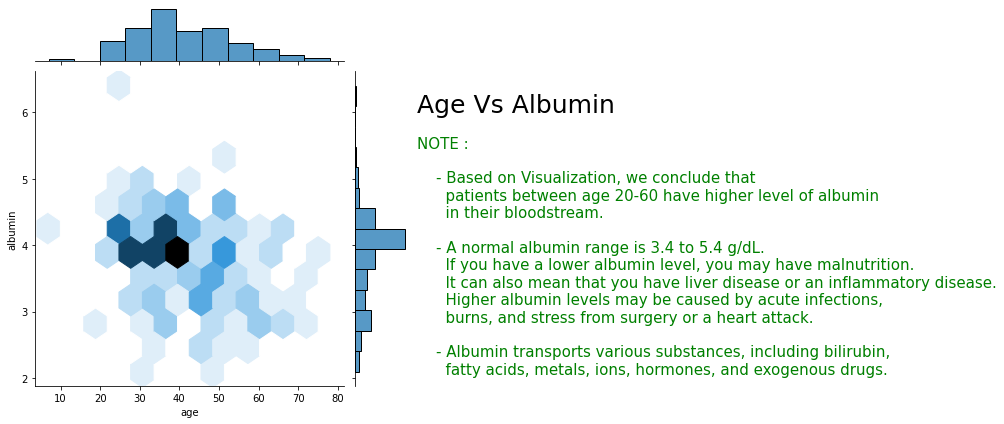 Age Vs Albumin
NOTE :
- Based on Visualization, we conclude that
patients between age 20-60 have higher level of albumin
in their bloodstream.
- A normal albumin range is 3.4 to 5.4 g/dL.
If you have a lower albumin level, you may have malnutrition.
It can also mean that you have liver disease or an inflammatory disease.
Higher albumin levels may be caused by acute infections,
burns, and stress from surgery or a heart attack.
- Albumin transports various substances, including bilirubin,
fatty acids, metals, ions, hormones, and exogenous drugs.
albumin
6
5
4
3
2
10 20 30 40 50 60 70 80
age